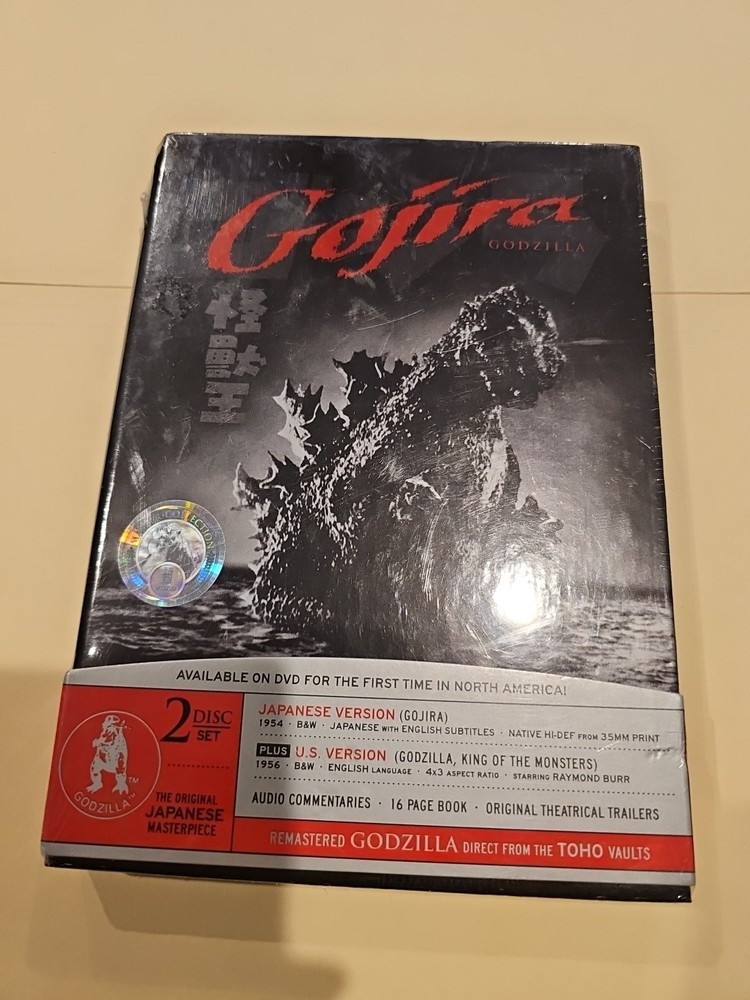 Gojira
GODZILLA
怪
獣
王
COLLECTION
AVAILABLE ON DVD FOR THE FIRST TIME IN NORTH AMERICA!
2 DISC
SET
THE ORIGINAL
JAPANESE
MASTERPIECE
GODZILLA™
JAPANESE VERSION (GOJIRA)
1954 · B&W · JAPANESE WITH ENGLISH SUBTITLES · NATIVE HI-DEF FROM 35MM PRINT
PLUS U.S. VERSION (GODZILLA, KING OF THE MONSTERS)
1956 · B&W · ENGLISH LANGUAGE · 4x3 ASPECT RATIO · STARRING RAYMOND BURR
AUDIO COMMENTARIES · 16 PAGE BOOK · ORIGINAL THEATRICAL TRAILERS
REMASTERED GODZILLA DIRECT FROM THE TOHO VAULTS